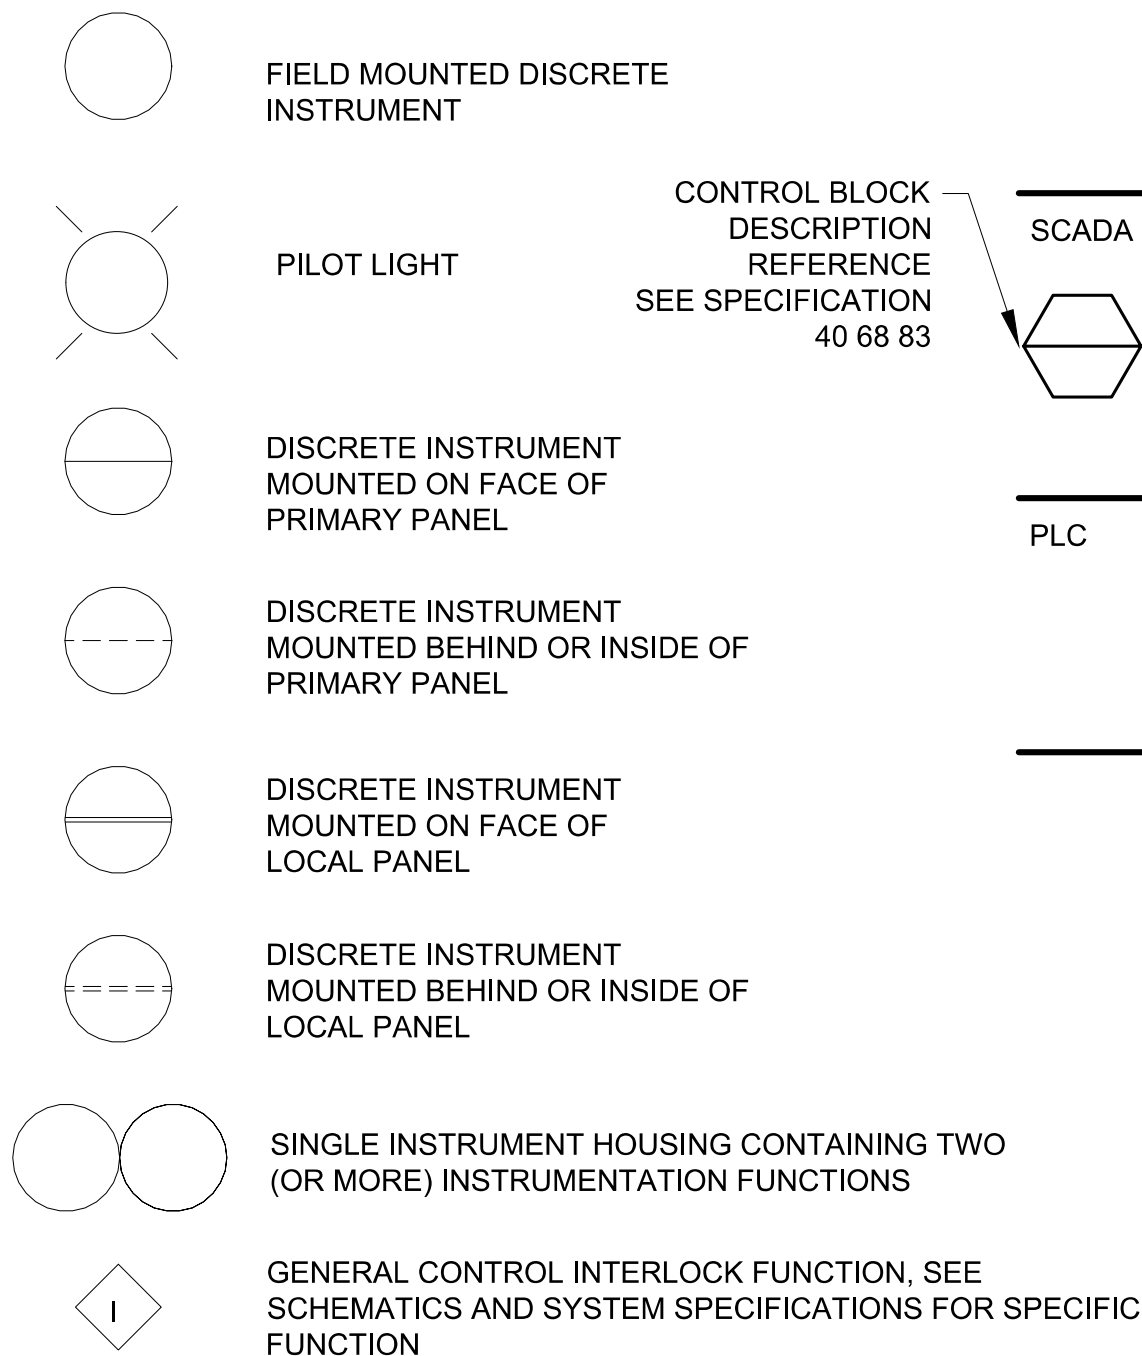 FIELD MOUNTED DISCRETE
INSTRUMENT
PILOT LIGHT
CONTROL BLOCK
DESCRIPTION
REFERENCE
SEE SPECIFICATION
40 68 83
SCADA
PLC
DISCRETE INSTRUMENT
MOUNTED ON FACE OF
PRIMARY PANEL
DISCRETE INSTRUMENT
MOUNTED BEHIND OR INSIDE OF
PRIMARY PANEL
DISCRETE INSTRUMENT
MOUNTED ON FACE OF
LOCAL PANEL
DISCRETE INSTRUMENT
MOUNTED BEHIND OR INSIDE OF
LOCAL PANEL
SINGLE INSTRUMENT HOUSING CONTAINING TWO
(OR MORE) INSTRUMENTATION FUNCTIONS
I
GENERAL CONTROL INTERLOCK FUNCTION, SEE
SCHEMATICS AND SYSTEM SPECIFICATIONS FOR SPECIFIC
FUNCTION